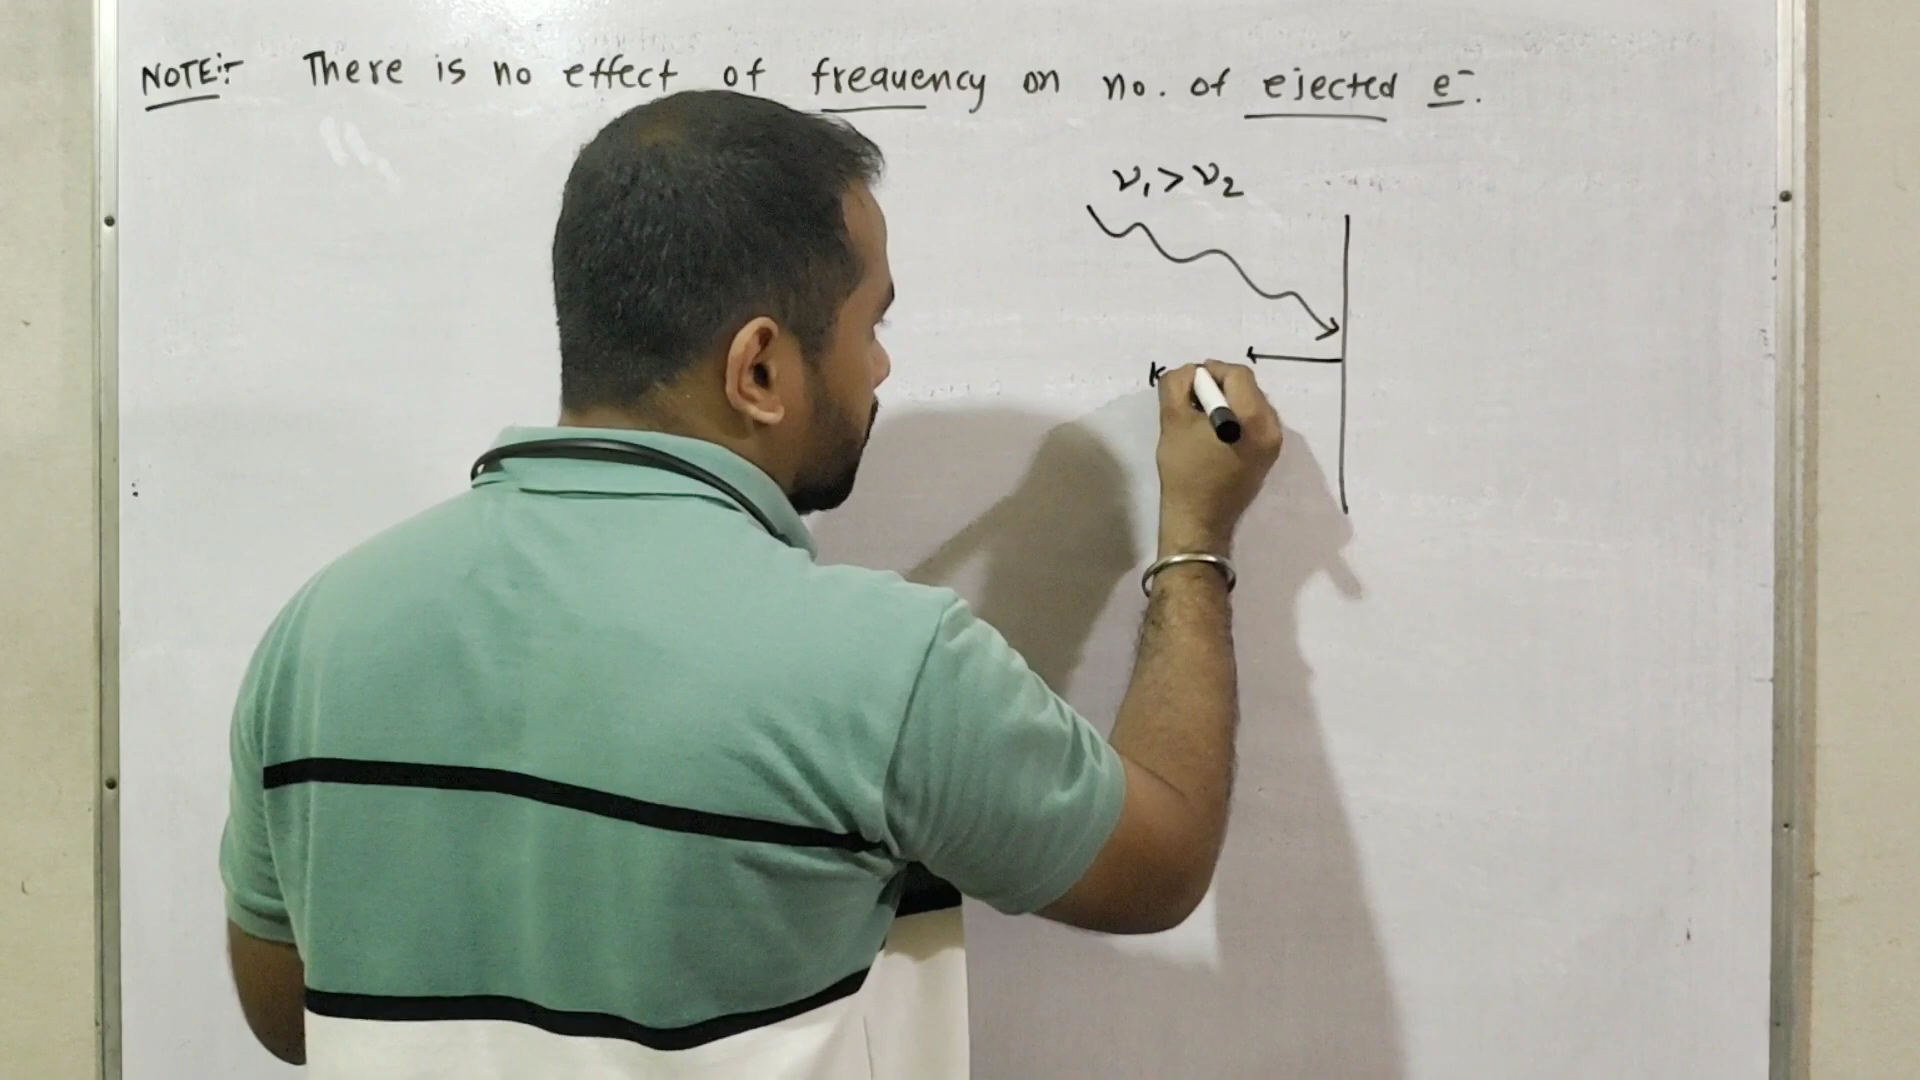 NOTE:- There is no effect of frequency on no. of ejected e⁻.
ν₁ > ν₂
K